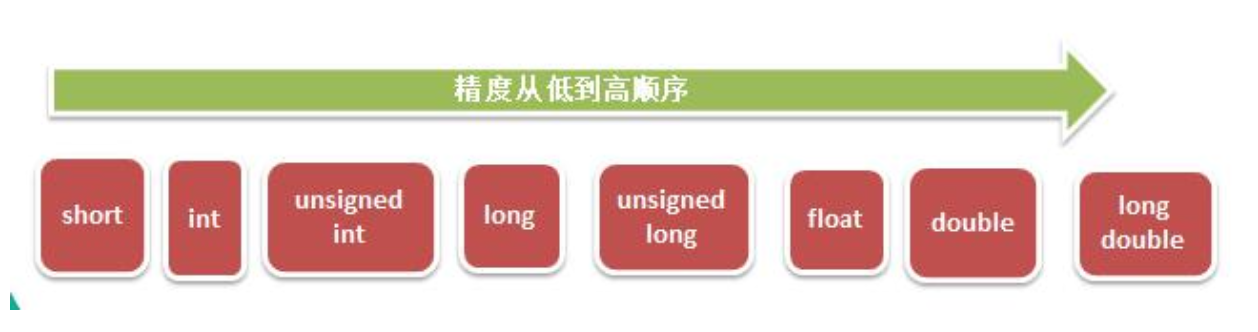 精度从低到高顺序
short
int
unsigned
int
long
unsigned
long
float
double
long
double